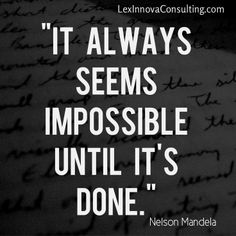 LexInnovaConsulting.com
"IT ALWAYS
SEEMS
IMPOSSIBLE
UNTIL IT'S
DONE."
Nelson Mandela